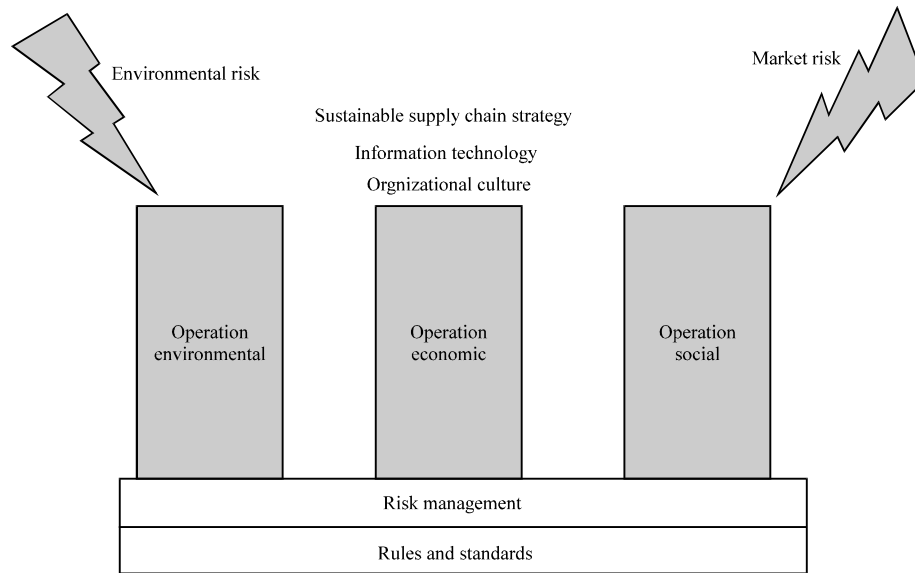 Environmental risk
Market risk
Sustainable supply chain strategy
Information technology
Orgnizational culture
Operation
environmental
Operation
economic
Operation
social
Risk management
Rules and standards